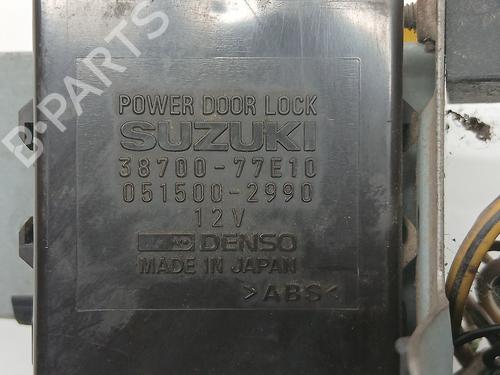 B-PARTS
POWER DOOR LOCK
SUZUKI
38700-77E10
051500-2990
12V
DENSO
MADE IN JAPAN
>ABS<